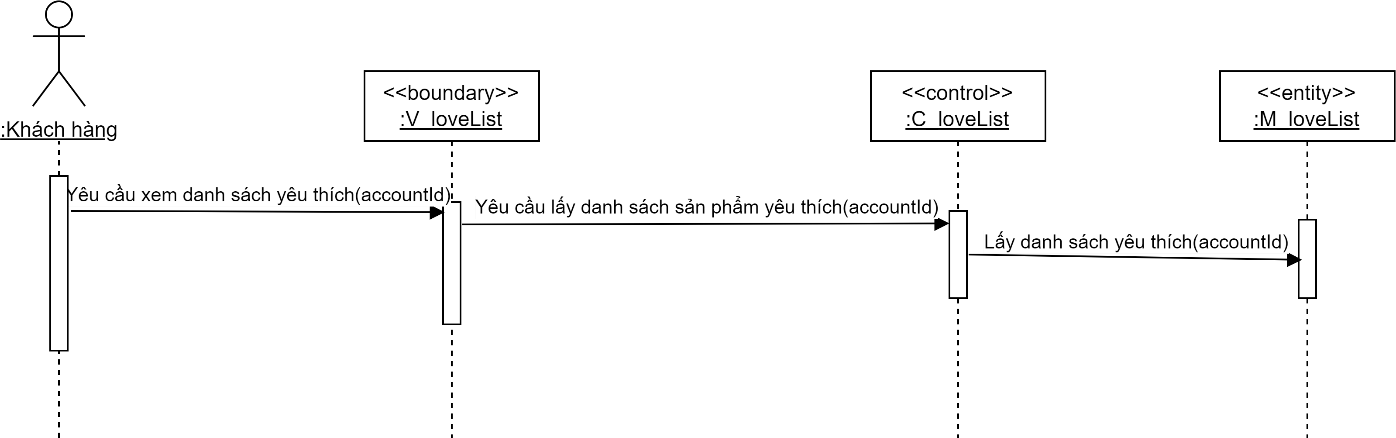 <<boundary>>
:V_loveList
<<control>>
:C_loveList
<<entity>>
:M_loveList
:Khách hàng
Yêu cầu xem danh sách yêu thích(accountId)
Yêu cầu lấy danh sách sản phẩm yêu thích(accountId)
Lấy danh sách yêu thích(accountId)